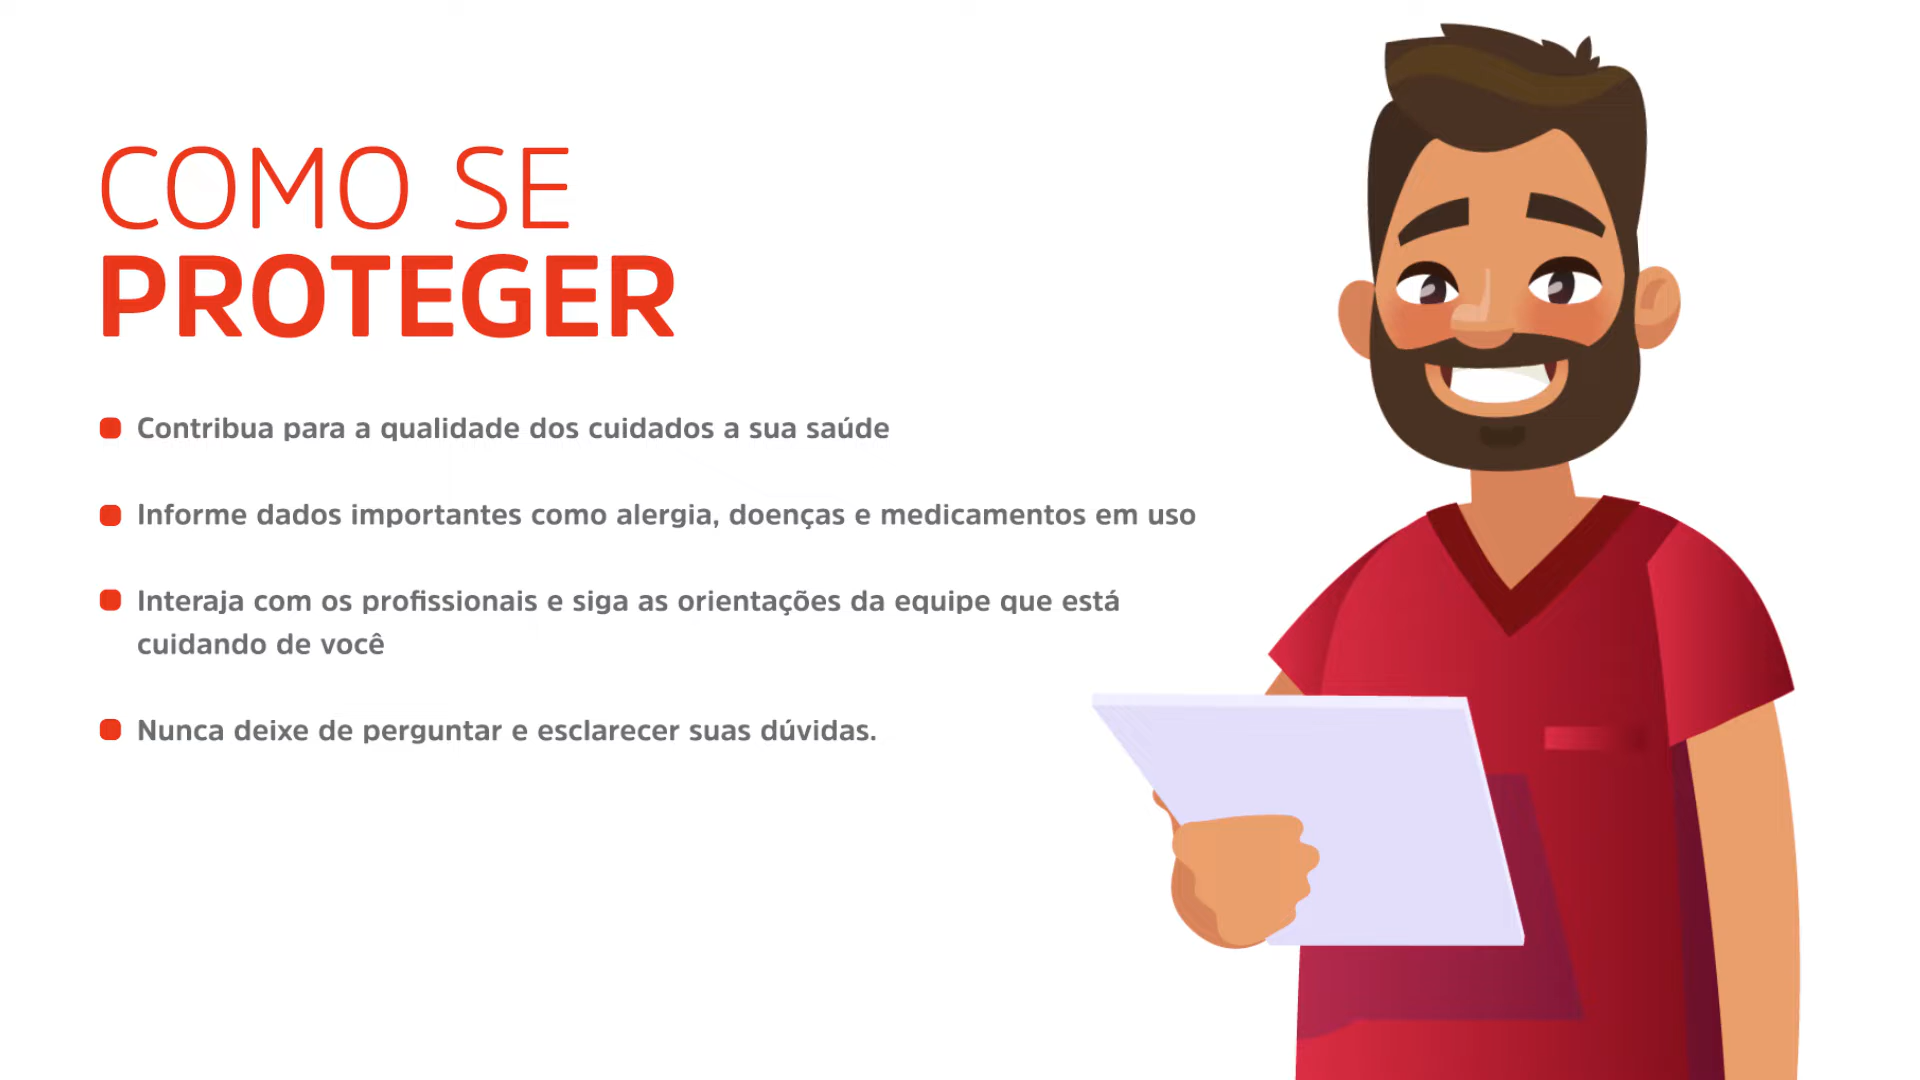 COMO SE
PROTEGER
Contribua para a qualidade dos cuidados a sua saúde
Informe dados importantes como alergia, doenças e medicamentos em uso
Interaja com os profissionais e siga as orientações da equipe que está
cuidando de você
Nunca deixe de perguntar e esclarecer suas dúvidas.